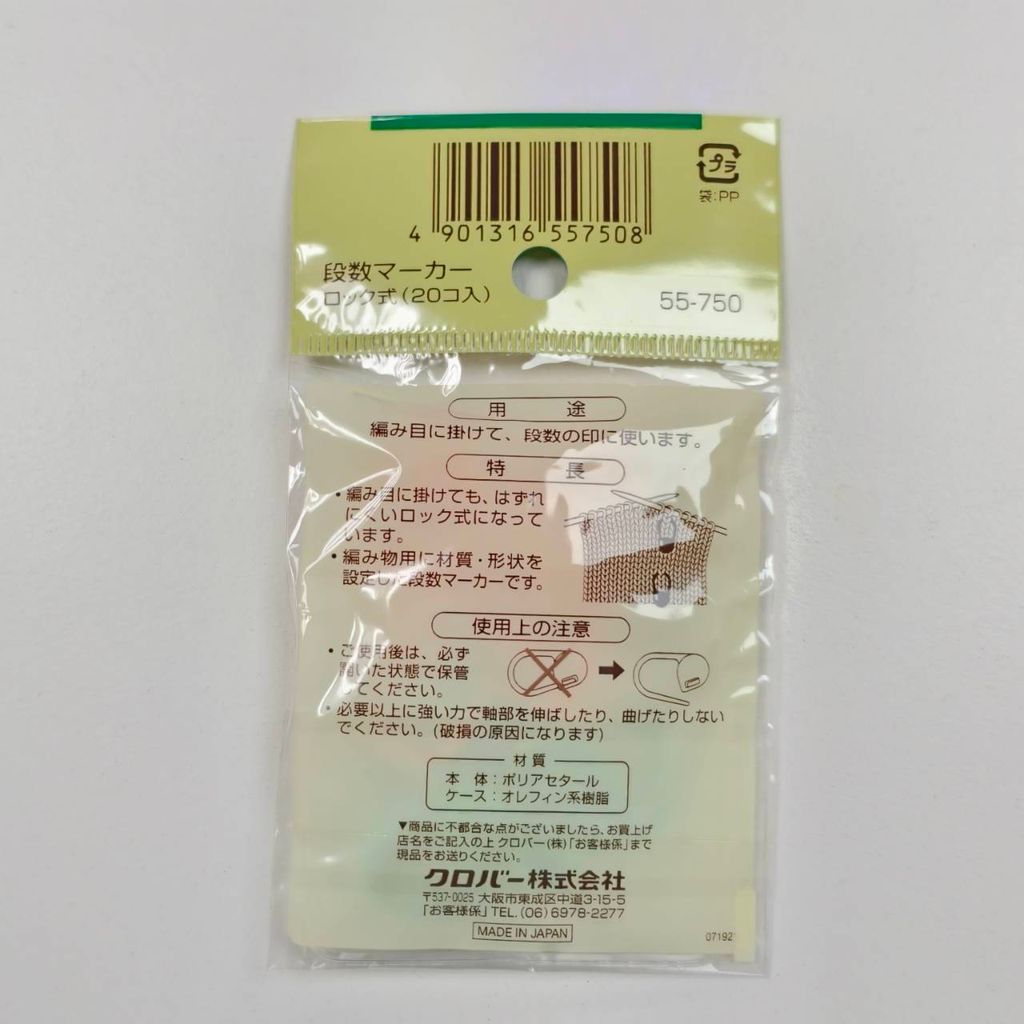 プラ
袋:PP
4 901316 557508
段数マーカー
ロック式(20コ入)
55-750
用途
編み目に掛けて、段数の印に使います。
特長
・編み目に掛けても、はずれ
にくいロック式になって
います。
・編み物用に材質・形状を
設定した段数マーカーです。
使用上の注意
・ご使用後は、必ず
開いた状態で保管
してください。
・必要以上に強い力で軸部を伸ばしたり、曲げたりしない
でください。(破損の原因になります)
材質
本体:ポリアセタール
ケース:オレフィン系樹脂
▼商品に不都合な点がございましたら、お買上げ
店名をご記入の上クロバー(株)「お客様係」まで
現品をお送りください。
クロバー株式会社
〒537-0025 大阪市東成区中道3-15-5
「お客様係」TEL.(06)6978-2277
MADE IN JAPAN
07192